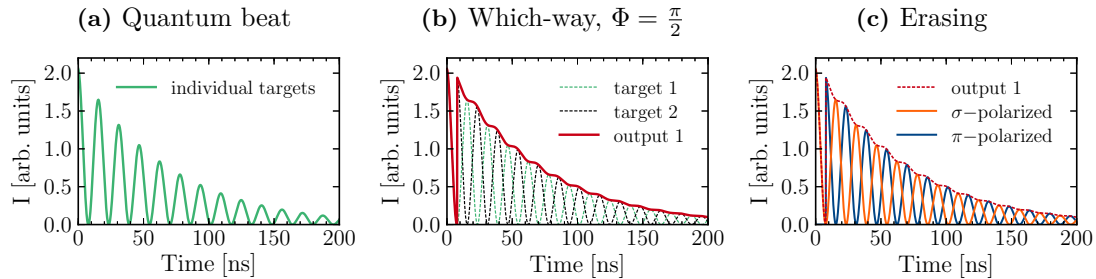 (a) Quantum beat
I [arb. units]
2.0
1.5
1.0
0.5
0.0
individual targets
0 50 100 150 200
Time [ns]
(b) Which-way, Φ = π/2
I [arb. units]
2.0
1.5
1.0
0.5
0.0
target 1
target 2
output 1
0 50 100 150 200
Time [ns]
(c) Erasing
I [arb. units]
2.0
1.5
1.0
0.5
0.0
output 1
σ−polarized
π−polarized
0 50 100 150 200
Time [ns]